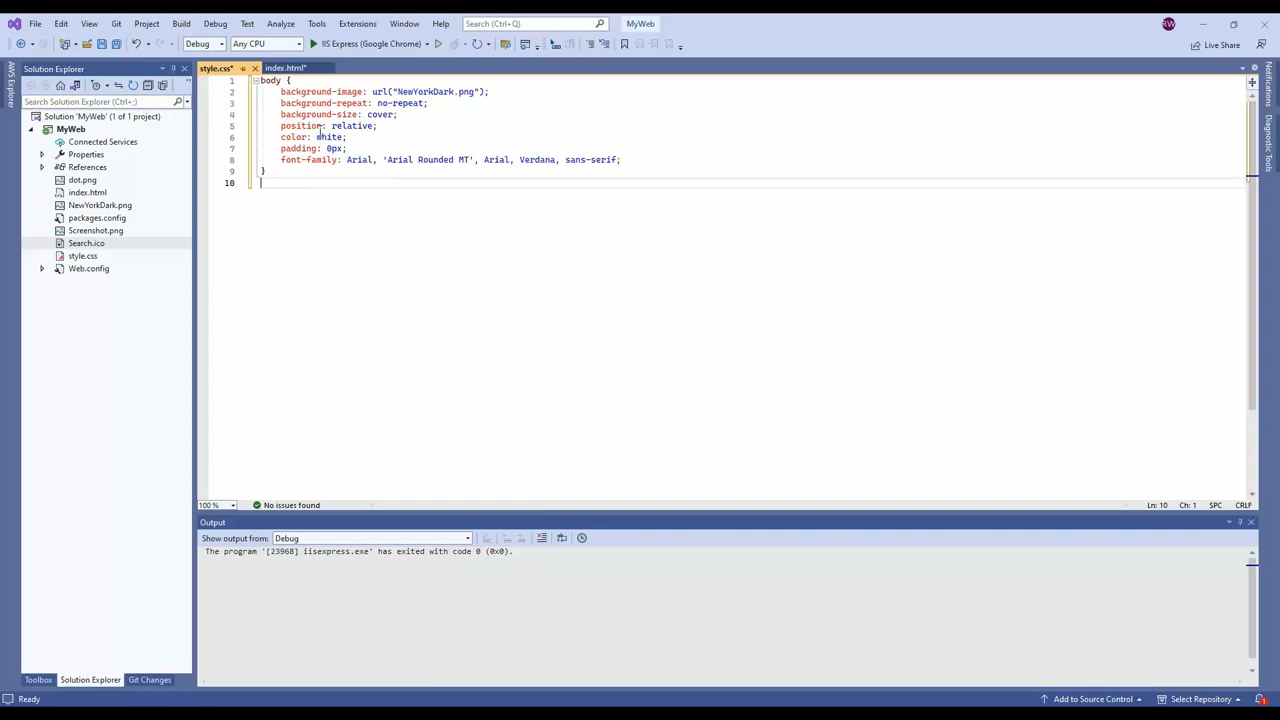 File Edit View Git Project Build Debug Test Analyze Tools Extensions Window Help Search (Ctrl+Q) MyWeb RW
Debug Any CPU IIS Express (Google Chrome) Live Share
AWS Explorer
Solution Explorer
Search Solution Explorer (Ctrl+;)
Solution 'MyWeb' (1 of 1 project)
MyWeb
Connected Services
Properties
References
dot.png
index.html
NewYorkDark.png
packages.config
Screenshot.png
Search.ico
style.css
Web.config
Toolbox Solution Explorer Git Changes
style.css* index.html*
1 body {
2 background-image: url("NewYorkDark.png");
3 background-repeat: no-repeat;
4 background-size: cover;
5 position: relative;
6 color: white;
7 padding: 0px;
8 font-family: Arial, 'Arial Rounded MT', Arial, Verdana, sans-serif;
9 }
10
100 % No issues found Ln: 10 Ch: 1 SPC CRLF
Output
Show output from: Debug
The program '[23968] iisexpress.exe' has exited with code 0 (0x0).
Notifications
Diagnostic Tools
Ready Add to Source Control Select Repository 1